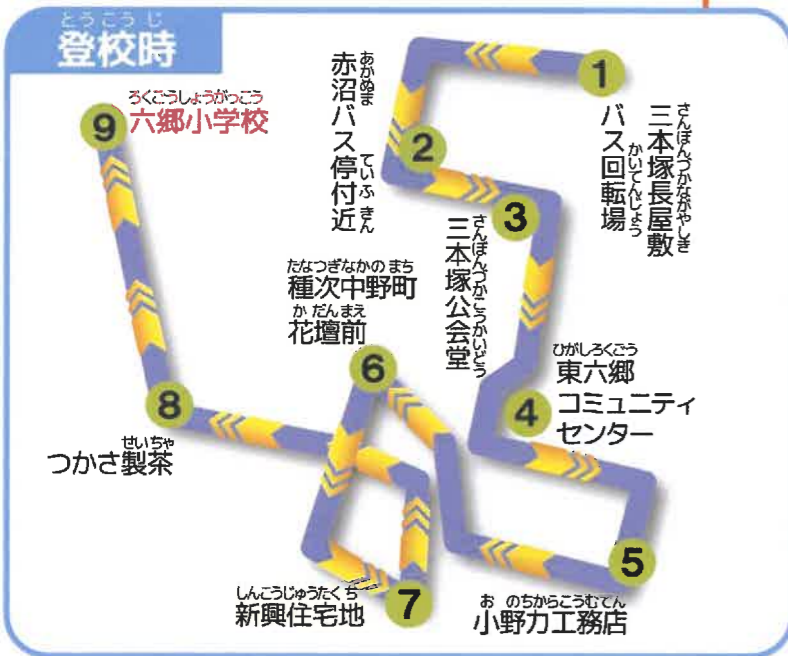 とうこうじ
登校時
1
さんぼんづかながやしき
三本塚長屋敷
かいてんじょう
バス回転場
あかぬま
赤沼バス停付近
ていふきん
2
3
さんぼんづかこうかいどう
三本塚公会堂
ひがしろくごう
東六郷
コミュニティ
センター
4
5
お のちからこうむてん
小野力工務店
たなつぎなかの まち
種次中野町
か だんまえ
花壇前
6
しんこうじゅうたくち
新興住宅地
7
8
せいちゃ
つかさ製茶
9
ろくごうしょうがっこう
六郷小学校